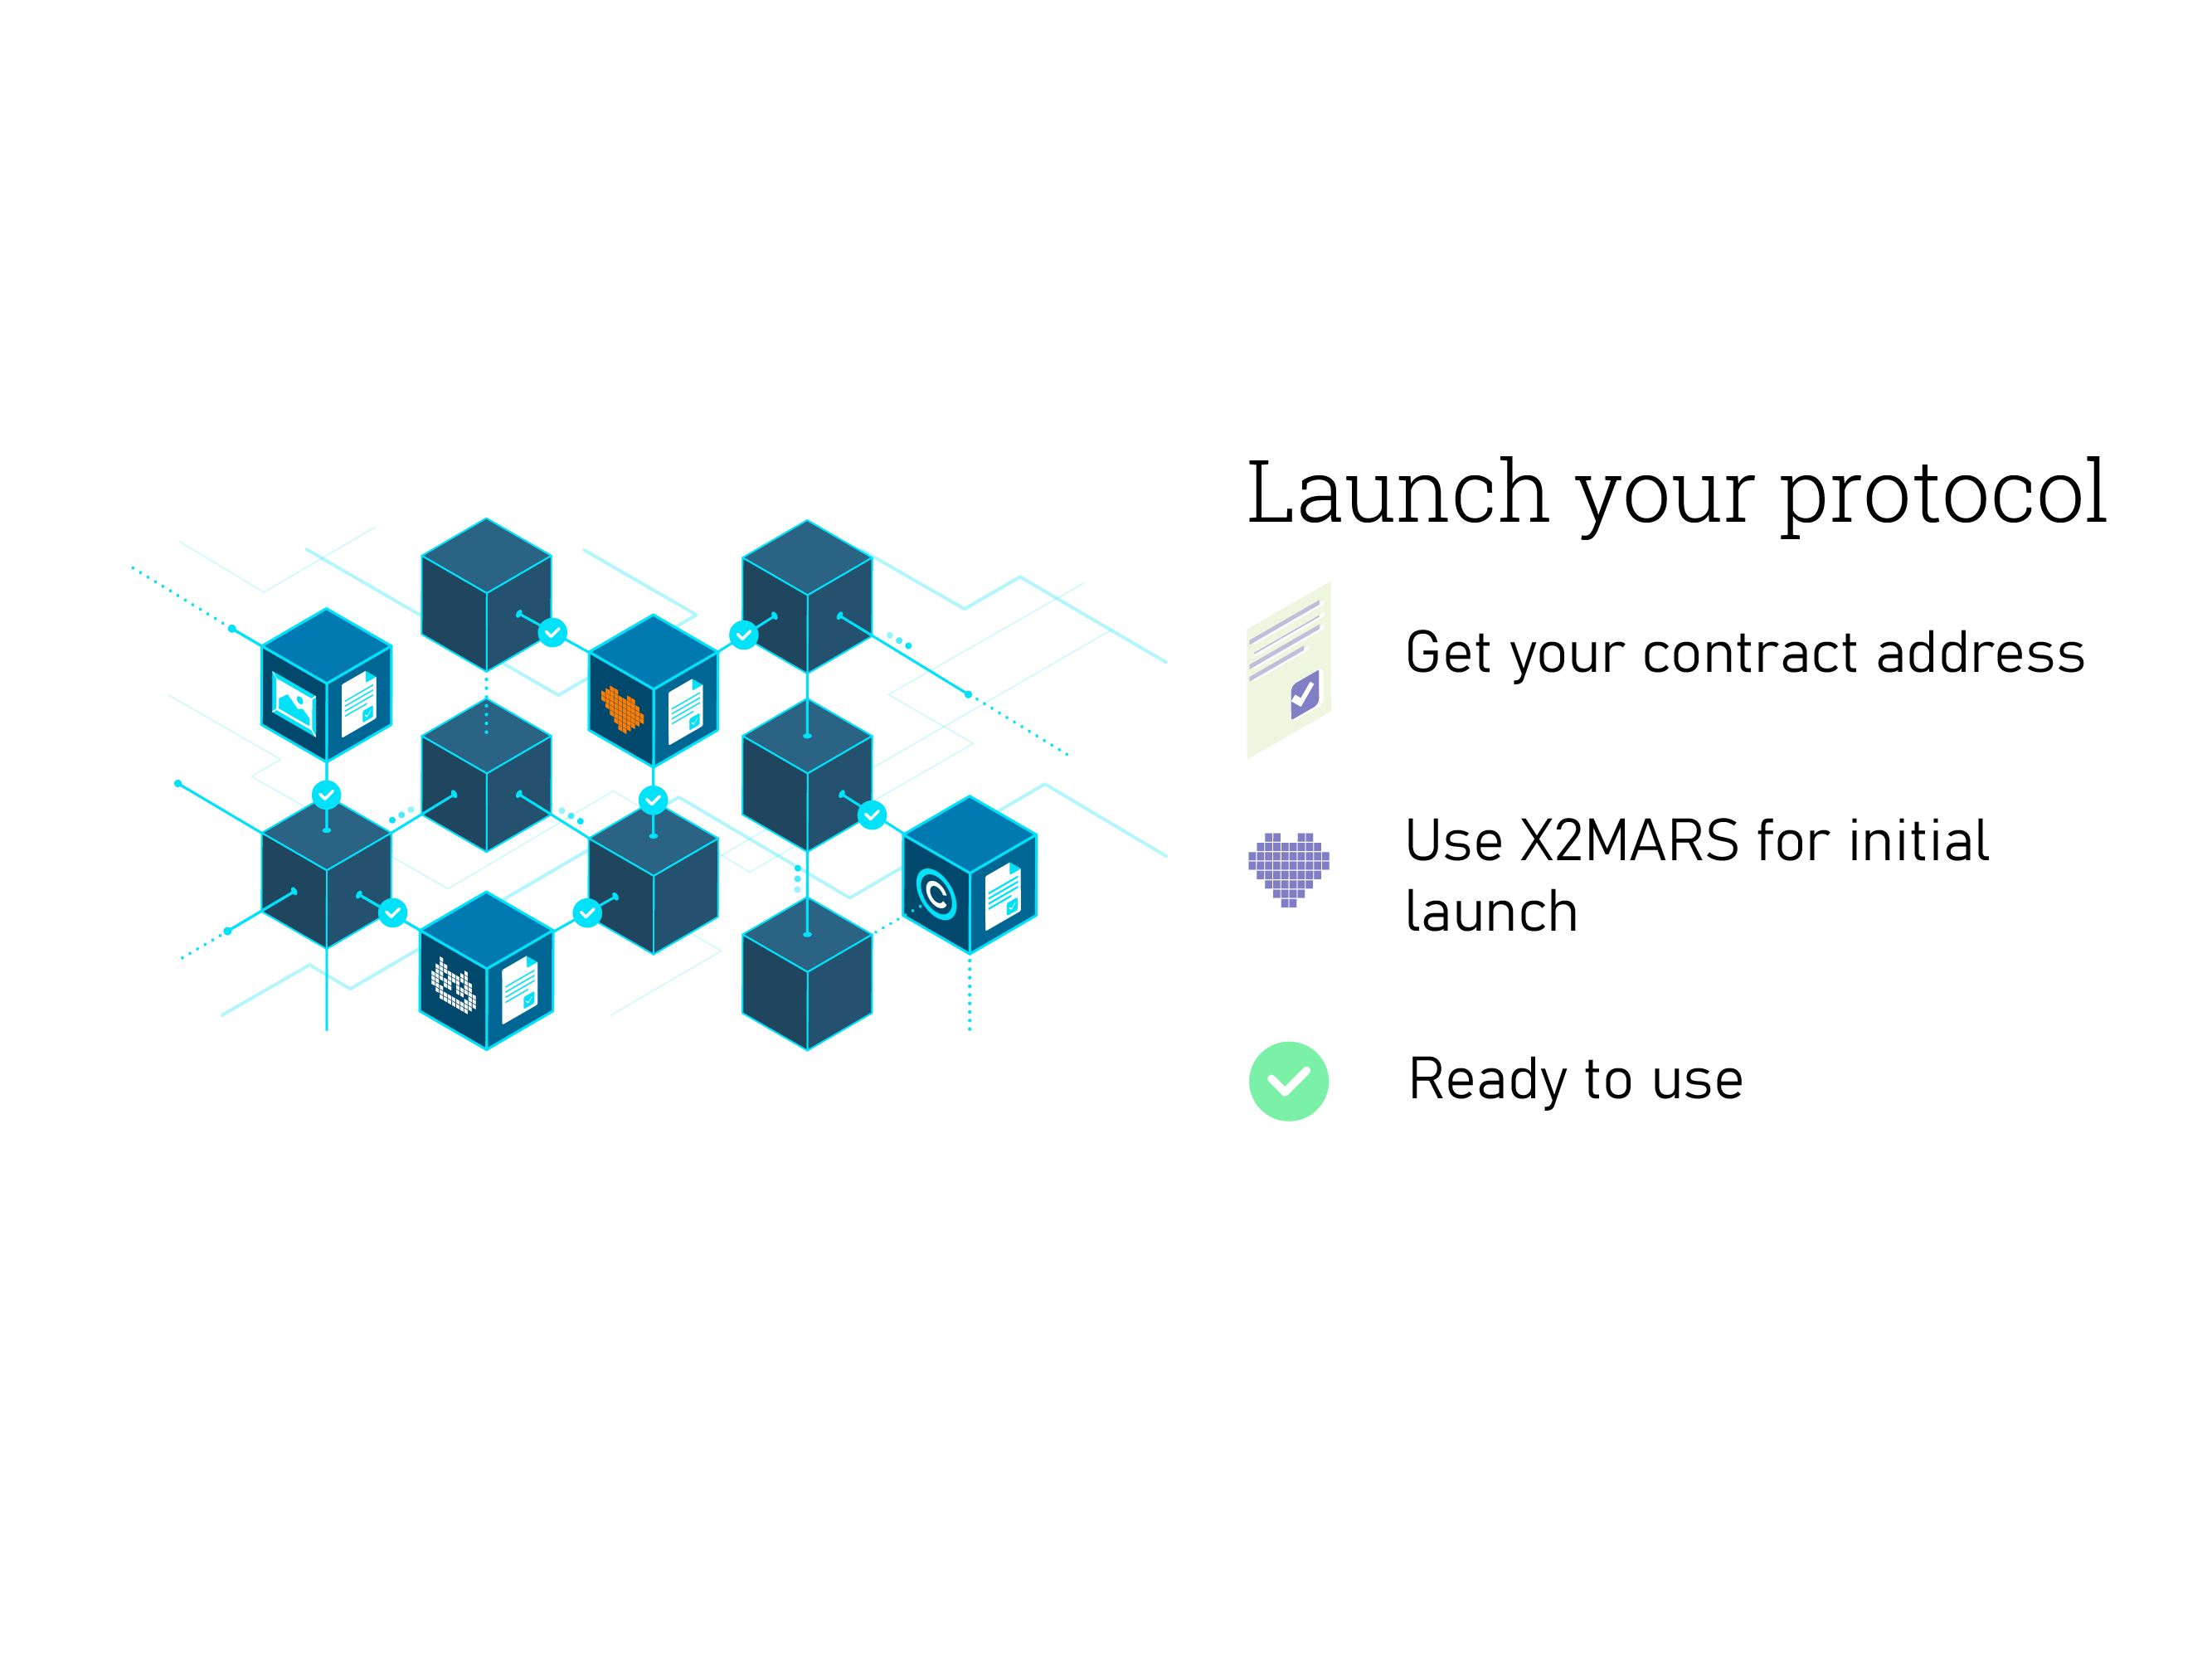 Launch your protocol
Get your contract address
Use X2MARS for initial
launch
Ready to use